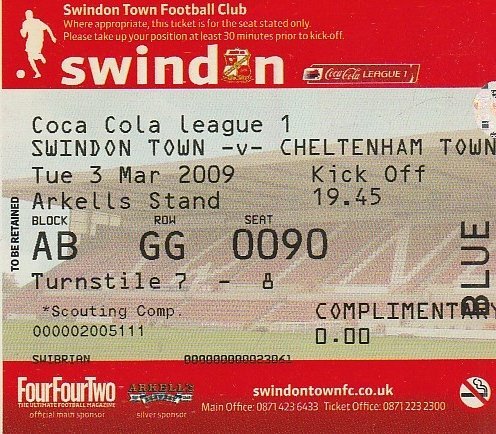 Swindon Town Football Club
Where appropriate, this ticket is for the seat stated only.
Please take up your position at least 30 minutes prior to kick-off.
swindon
Coca-Cola LEAGUE 1
Coca Cola league 1
SWINDON TOWN -v- CHELTENHAM TOWN
Tue 3 Mar 2009 Kick Off
Arkells Stand 19.45
BLOCK ROW SEAT
AB GG 0090
Turnstile 7 - 8
*Scouting Comp. COMPLIMENTARY
000002005111 0.00
SWIBRIAN 00000000000023061
TO BE RETAINED
BLUE
FourFourTwo
THE ULTIMATE FOOTBALL MAGAZINE
official main sponsor
ARKELL'S
silver sponsor
swindontownfc.co.uk
Main Office: 0871 423 6433 Ticket Office: 0871 223 2300